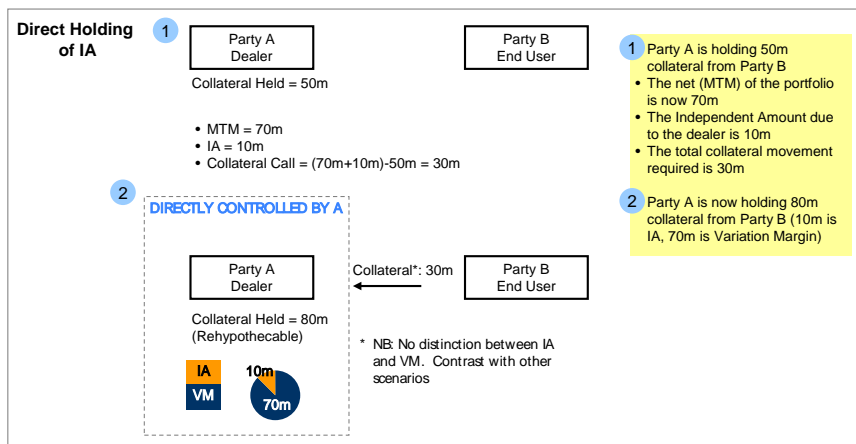 Direct Holding
of IA
1
Party A
Dealer
Party B
End User
Collateral Held = 50m
• MTM = 70m
• IA = 10m
• Collateral Call = (70m+10m)-50m = 30m
2
DIRECTLY CONTROLLED BY A
Party A
Dealer
Collateral*: 30m
Party B
End User
Collateral Held = 80m
(Rehypothecable)
* NB: No distinction between IA
and VM. Contrast with other
scenarios
IA
VM
10m
70m
1
Party A is holding 50m
collateral from Party B
• The net (MTM) of the portfolio
is now 70m
• The Independent Amount due
to the dealer is 10m
• The total collateral movement
required is 30m
2
Party A is now holding 80m
collateral from Party B (10m is
IA, 70m is Variation Margin)